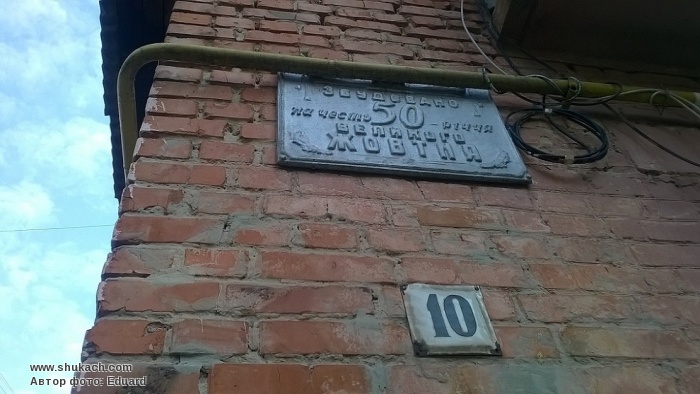 ЗБУДОВАНО
на честь 50-річчя
ВЕЛИКОГО
ЖОВТНЯ
10
www.shukach.com
Автор фото: Eduard